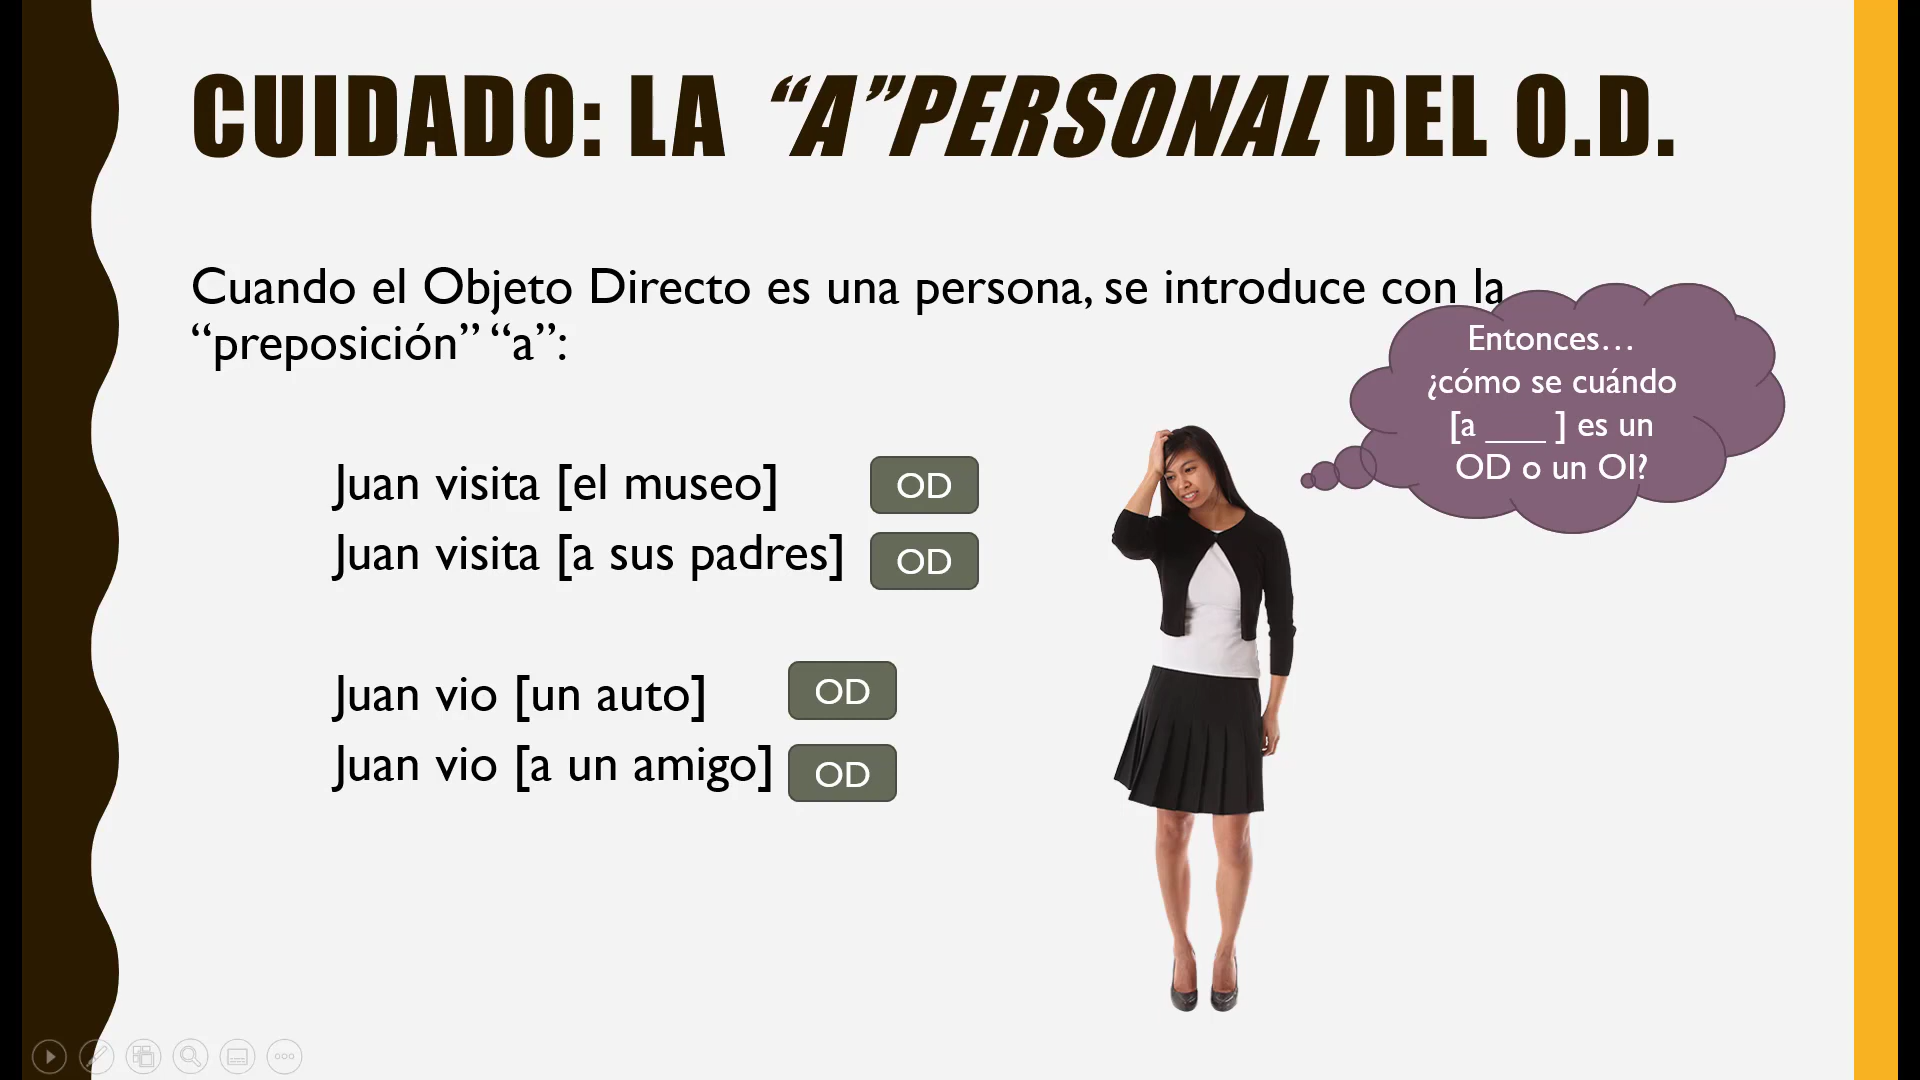 CUIDADO: LA “A”PERSONAL DEL O.D.
Cuando el Objeto Directo es una persona, se introduce con la
“preposición” “a”:
Entonces…
¿cómo se cuándo
[a ___ ] es un
OD o un OI?
Juan visita [el museo]
OD
Juan visita [a sus padres]
OD
Juan vio [un auto]
OD
Juan vio [a un amigo]
OD